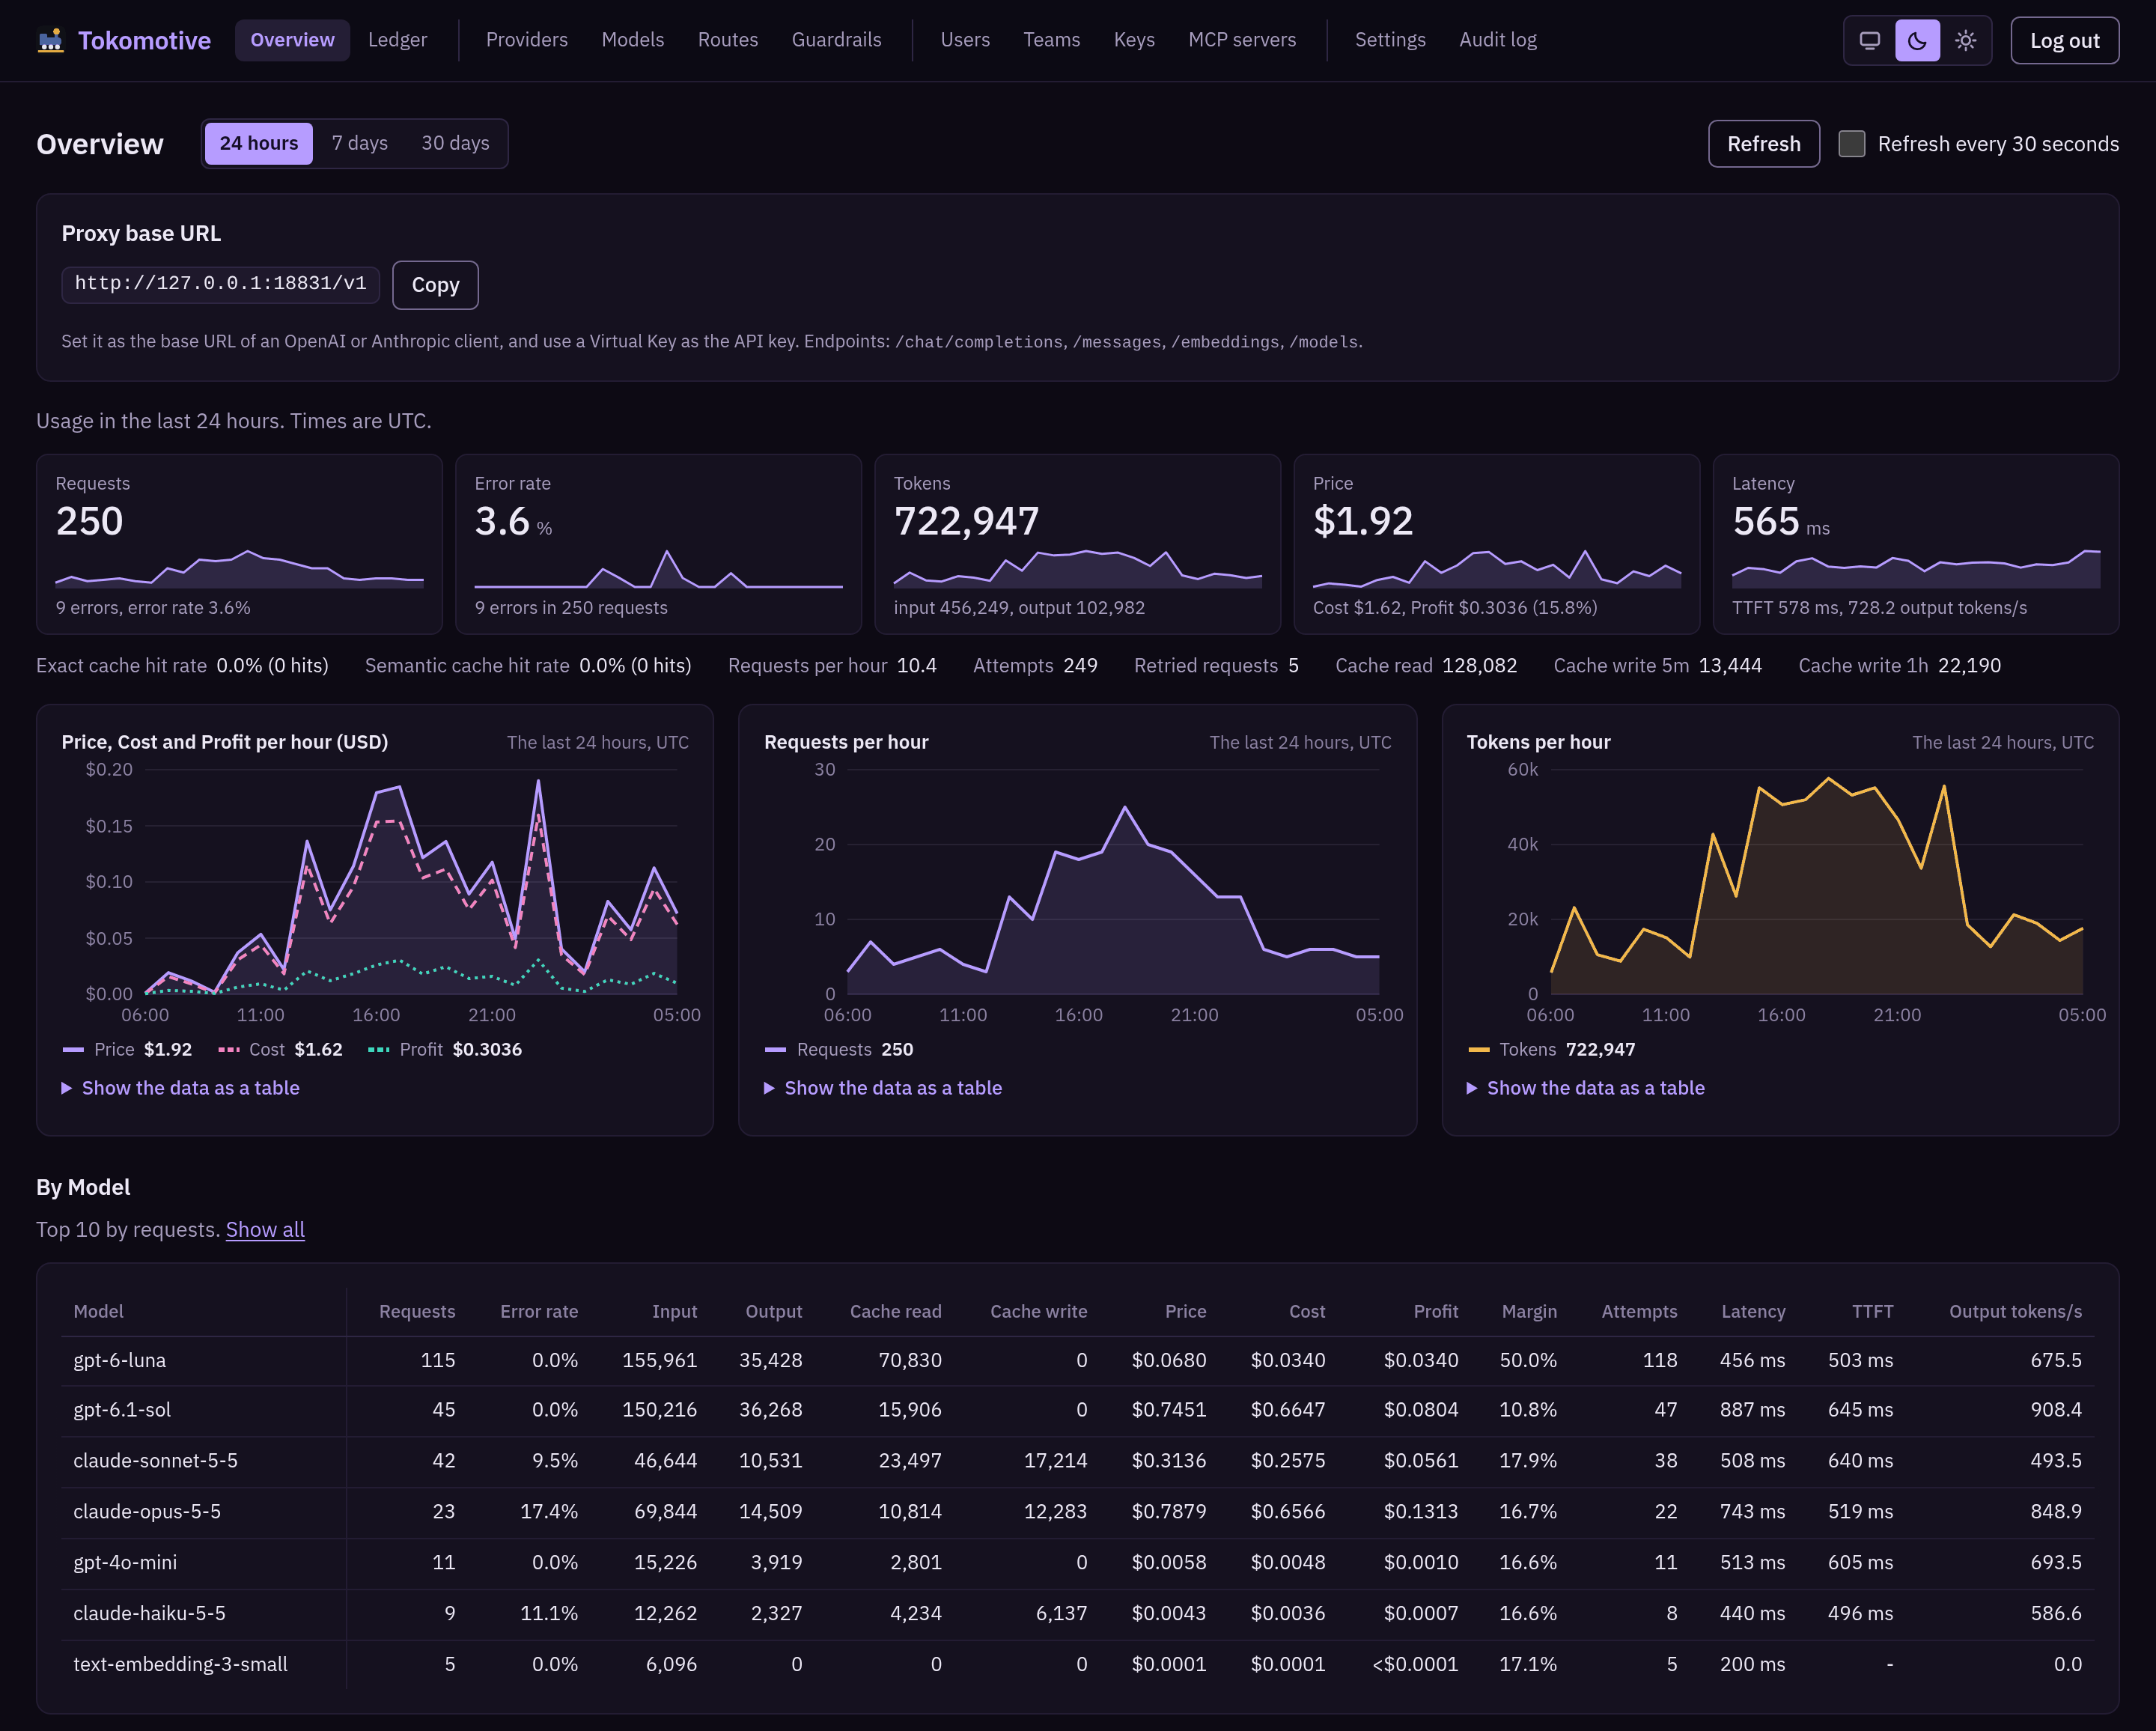 Tokomotive Overview Ledger Providers Models Routes Guardrails Users Teams Keys MCP servers Settings Audit log Log out
Overview 24 hours 7 days 30 days Refresh Refresh every 30 seconds
Proxy base URL
http://127.0.0.1:18831/v1 Copy
Set it as the base URL of an OpenAI or Anthropic client, and use a Virtual Key as the API key. Endpoints: /chat/completions, /messages, /embeddings, /models.
Usage in the last 24 hours. Times are UTC.
Requests
250
9 errors, error rate 3.6%
Error rate
3.6 %
9 errors in 250 requests
Tokens
722,947
input 456,249, output 102,982
Price
$1.92
Cost $1.62, Profit $0.3036 (15.8%)
Latency
565 ms
TTFT 578 ms, 728.2 output tokens/s
Exact cache hit rate 0.0% (0 hits) Semantic cache hit rate 0.0% (0 hits) Requests per hour 10.4 Attempts 249 Retried requests 5 Cache read 128,082 Cache write 5m 13,444 Cache write 1h 22,190
Price, Cost and Profit per hour (USD) The last 24 hours, UTC
$0.20
$0.15
$0.10
$0.05
$0.00
06:00 11:00 16:00 21:00 05:00
Price $1.92 Cost $1.62 Profit $0.3036
▶ Show the data as a table
Requests per hour The last 24 hours, UTC
30
20
10
0
06:00 11:00 16:00 21:00 05:00
Requests 250
▶ Show the data as a table
Tokens per hour The last 24 hours, UTC
60k
40k
20k
0
06:00 11:00 16:00 21:00 05:00
Tokens 722,947
▶ Show the data as a table
By Model
Top 10 by requests. Show all
Model Requests Error rate Input Output Cache read Cache write Price Cost Profit Margin Attempts Latency TTFT Output tokens/s
gpt-6-luna 115 0.0% 155,961 35,428 70,830 0 $0.0680 $0.0340 $0.0340 50.0% 118 456 ms 503 ms 675.5
gpt-6.1-sol 45 0.0% 150,216 36,268 15,906 0 $0.7451 $0.6647 $0.0804 10.8% 47 887 ms 645 ms 908.4
claude-sonnet-5-5 42 9.5% 46,644 10,531 23,497 17,214 $0.3136 $0.2575 $0.0561 17.9% 38 508 ms 640 ms 493.5
claude-opus-5-5 23 17.4% 69,844 14,509 10,814 12,283 $0.7879 $0.6566 $0.1313 16.7% 22 743 ms 519 ms 848.9
gpt-4o-mini 11 0.0% 15,226 3,919 2,801 0 $0.0058 $0.0048 $0.0010 16.6% 11 513 ms 605 ms 693.5
claude-haiku-5-5 9 11.1% 12,262 2,327 4,234 6,137 $0.0043 $0.0036 $0.0007 16.6% 8 440 ms 496 ms 586.6
text-embedding-3-small 5 0.0% 6,096 0 0 0 $0.0001 $0.0001 <$0.0001 17.1% 5 200 ms - 0.0